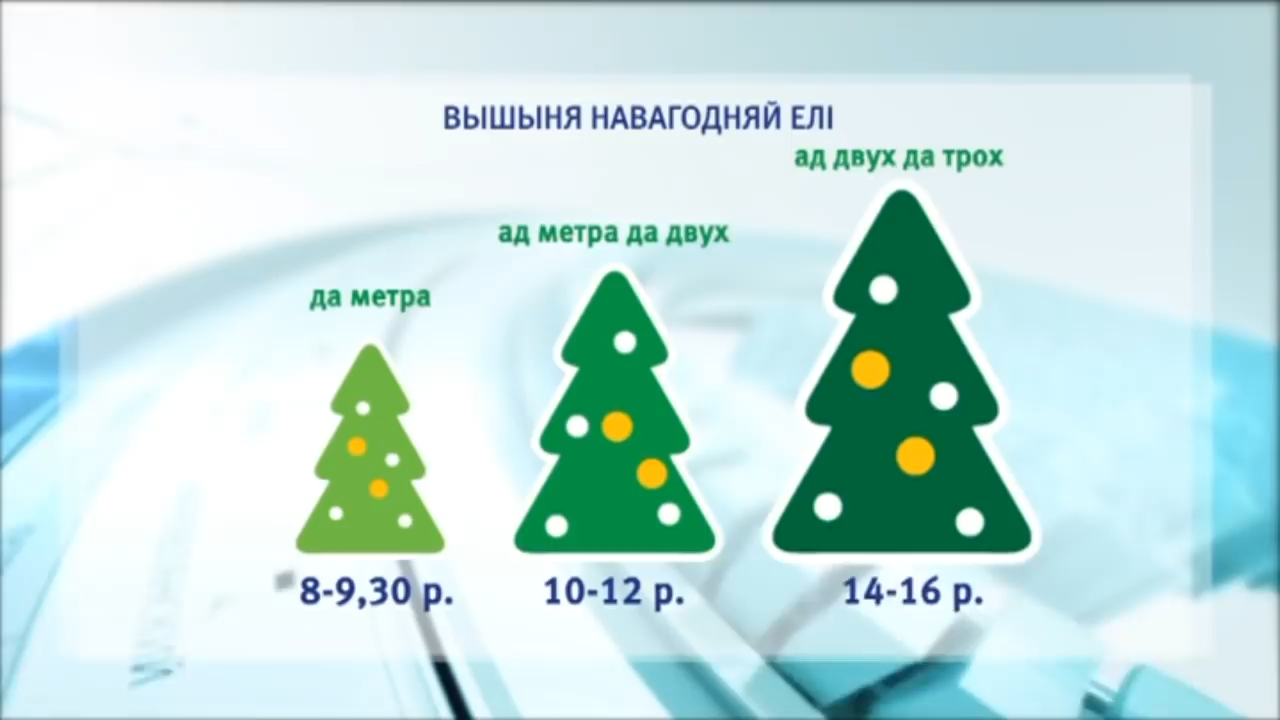 ВЫШЫНЯ НАВАГОДНЯЙ ЕЛІ
ад двух да трох
ад метра да двух
да метра
8-9,30 р.
10-12 р.
14-16 р.